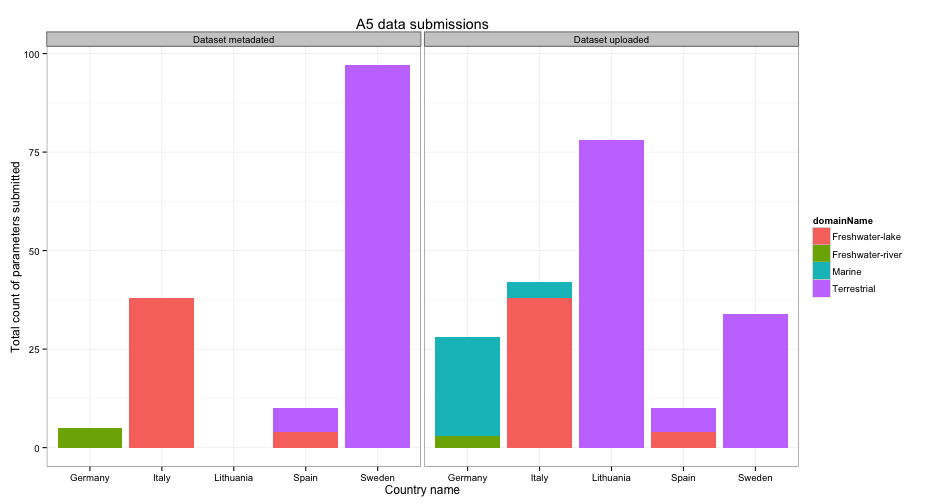 A5 data submissions
Dataset metadated
Dataset uploaded
Total count of parameters submitted
100
75
50
25
0
Germany Italy Lithuania Spain Sweden
Germany Italy Lithuania Spain Sweden
Country name
domainName
Freshwater-lake
Freshwater-river
Marine
Terrestrial